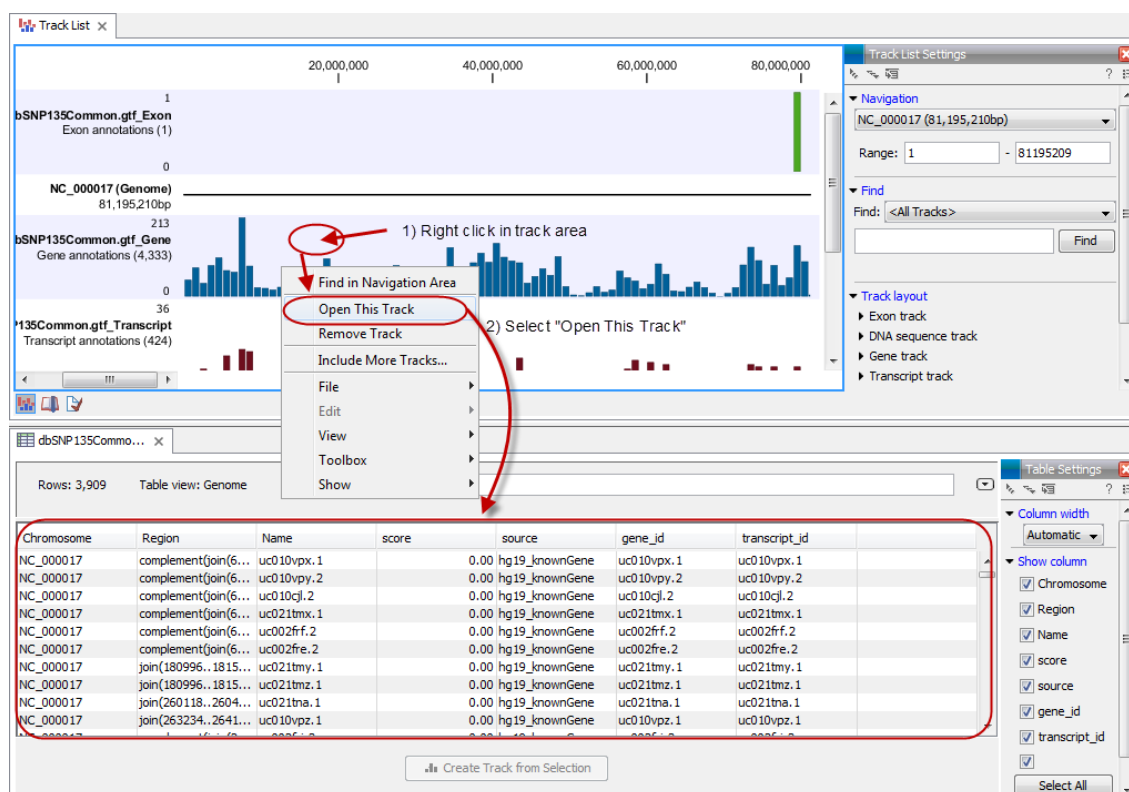 Track List
Track List Settings
20,000,000 40,000,000 60,000,000 80,000,000
1
bSNP135Common.gtf_Exon
Exon annotations (1)
0
NC_000017 (Genome)
81,195,210bp
213
bSNP135Common.gtf_Gene
Gene annotations (4,333)
0
36
135Common.gtf_Transcript
Transcript annotations (424)
1) Right click in track area
2) Select "Open This Track"
Find in Navigation Area
Open This Track
Remove Track
Include More Tracks...
File
Edit
View
Toolbox
Show
?
Navigation
NC_000017 (81,195,210bp)
Range: 1 - 81195209
Find
Find: <All Tracks>
Find
Track layout
Exon track
DNA sequence track
Gene track
Transcript track
dbSNP135Commo...
Rows: 3,909 Table view: Genome
Chromosome Region Name score source gene_id transcript_id
NC_000017 complement(join(6... uc010vpx.1 0.00 hg19_knownGene uc010vpx.1 uc010vpx.1
NC_000017 complement(join(6... uc010vpy.2 0.00 hg19_knownGene uc010vpy.2 uc010vpy.2
NC_000017 complement(join(6... uc010cjl.2 0.00 hg19_knownGene uc010cjl.2 uc010cjl.2
NC_000017 complement(join(6... uc021tmx.1 0.00 hg19_knownGene uc021tmx.1 uc021tmx.1
NC_000017 complement(join(6... uc002frf.2 0.00 hg19_knownGene uc002frf.2 uc002frf.2
NC_000017 complement(join(6... uc002fre.2 0.00 hg19_knownGene uc002fre.2 uc002fre.2
NC_000017 join(180996..1815... uc021tmy.1 0.00 hg19_knownGene uc021tmy.1 uc021tmy.1
NC_000017 join(180996..1815... uc021tmz.1 0.00 hg19_knownGene uc021tmz.1 uc021tmz.1
NC_000017 join(260118..2604... uc021tna.1 0.00 hg19_knownGene uc021tna.1 uc021tna.1
NC_000017 join(263234..2641... uc010vpz.1 0.00 hg19_knownGene uc010vpz.1 uc010vpz.1
Create Track from Selection
Table Settings
?
Column width
Automatic
Show column
Chromosome
Region
Name
score
source
gene_id
transcript_id
Select All